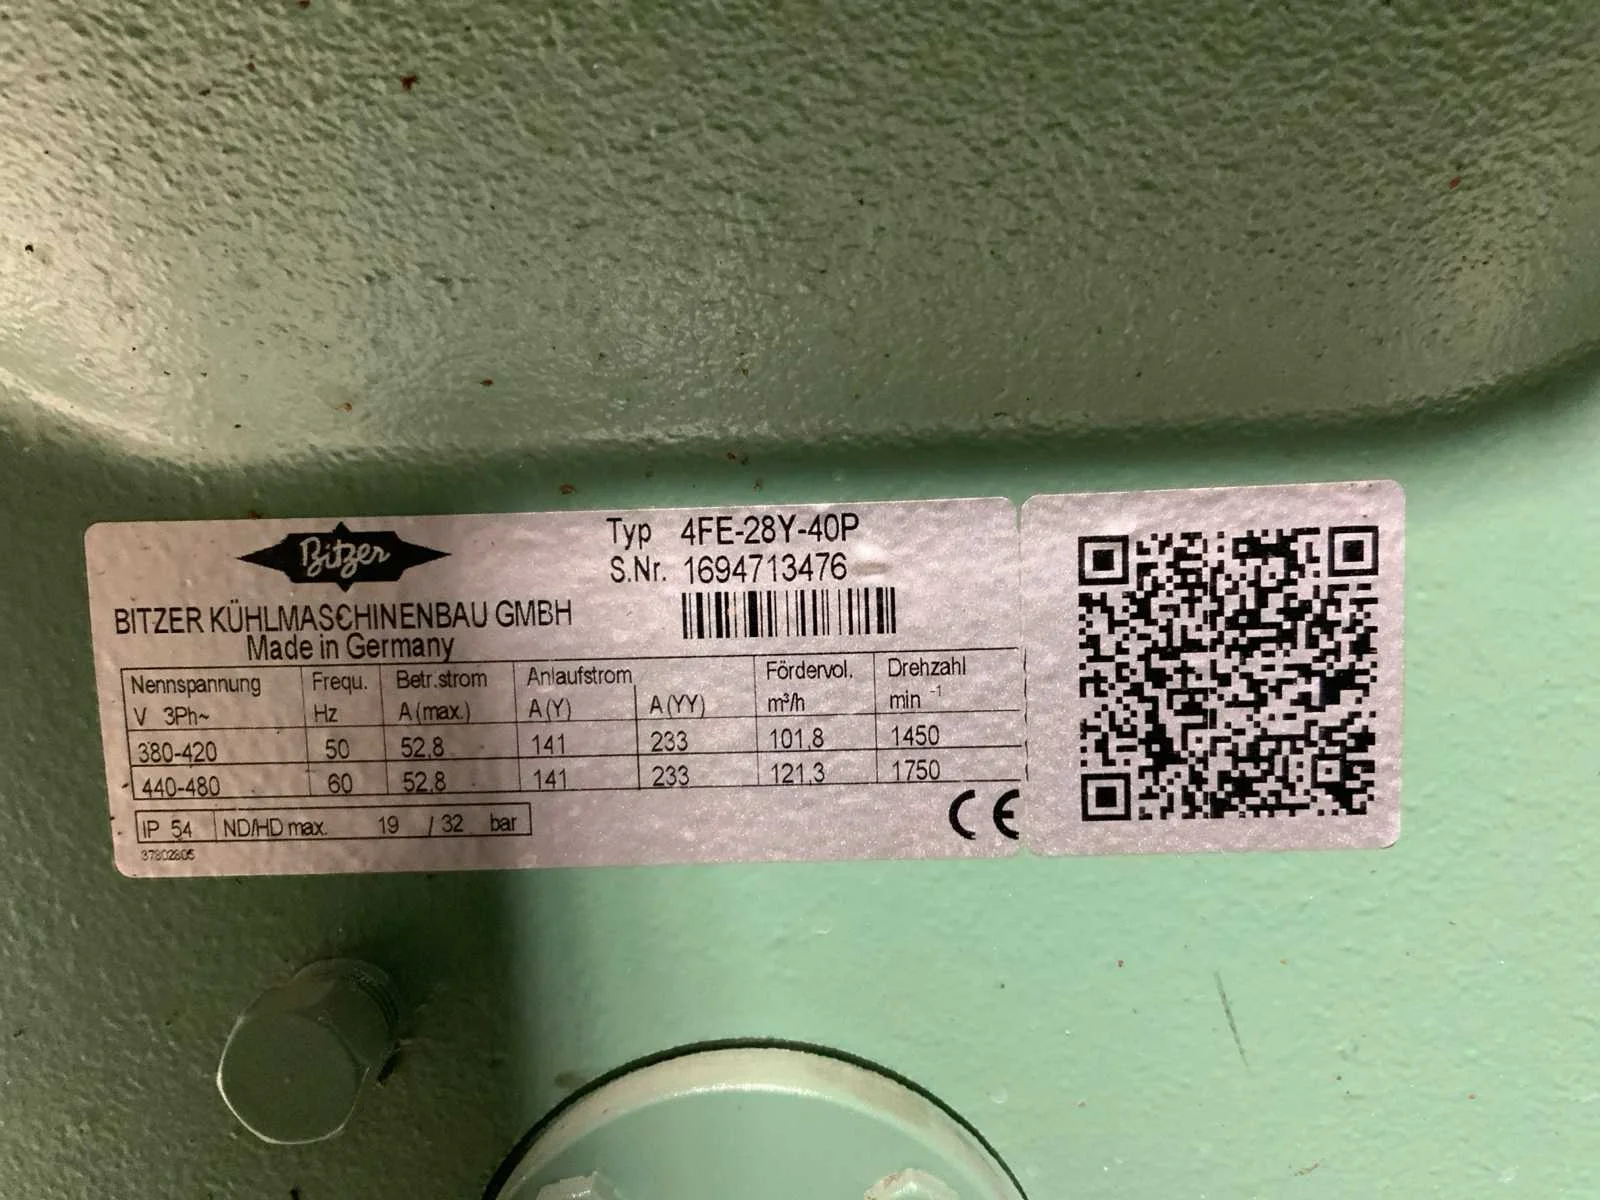 Bitzer
Typ 4FE-28Y-40P
S.Nr. 1694713476
BITZER KÜHLMASCHINENBAU GMBH
Made in Germany
Nennspannung Frequ. Betr.strom Anlaufstrom Fördervol. Drehzahl
V 3Ph~ Hz A (max.) A (Y) A (YY) m³/h min -1
380-420 50 52,8 141 233 101,8 1450
440-480 60 52,8 141 233 121,3 1750
IP 54 ND/HD max. 19 / 32 bar
CE
37802805